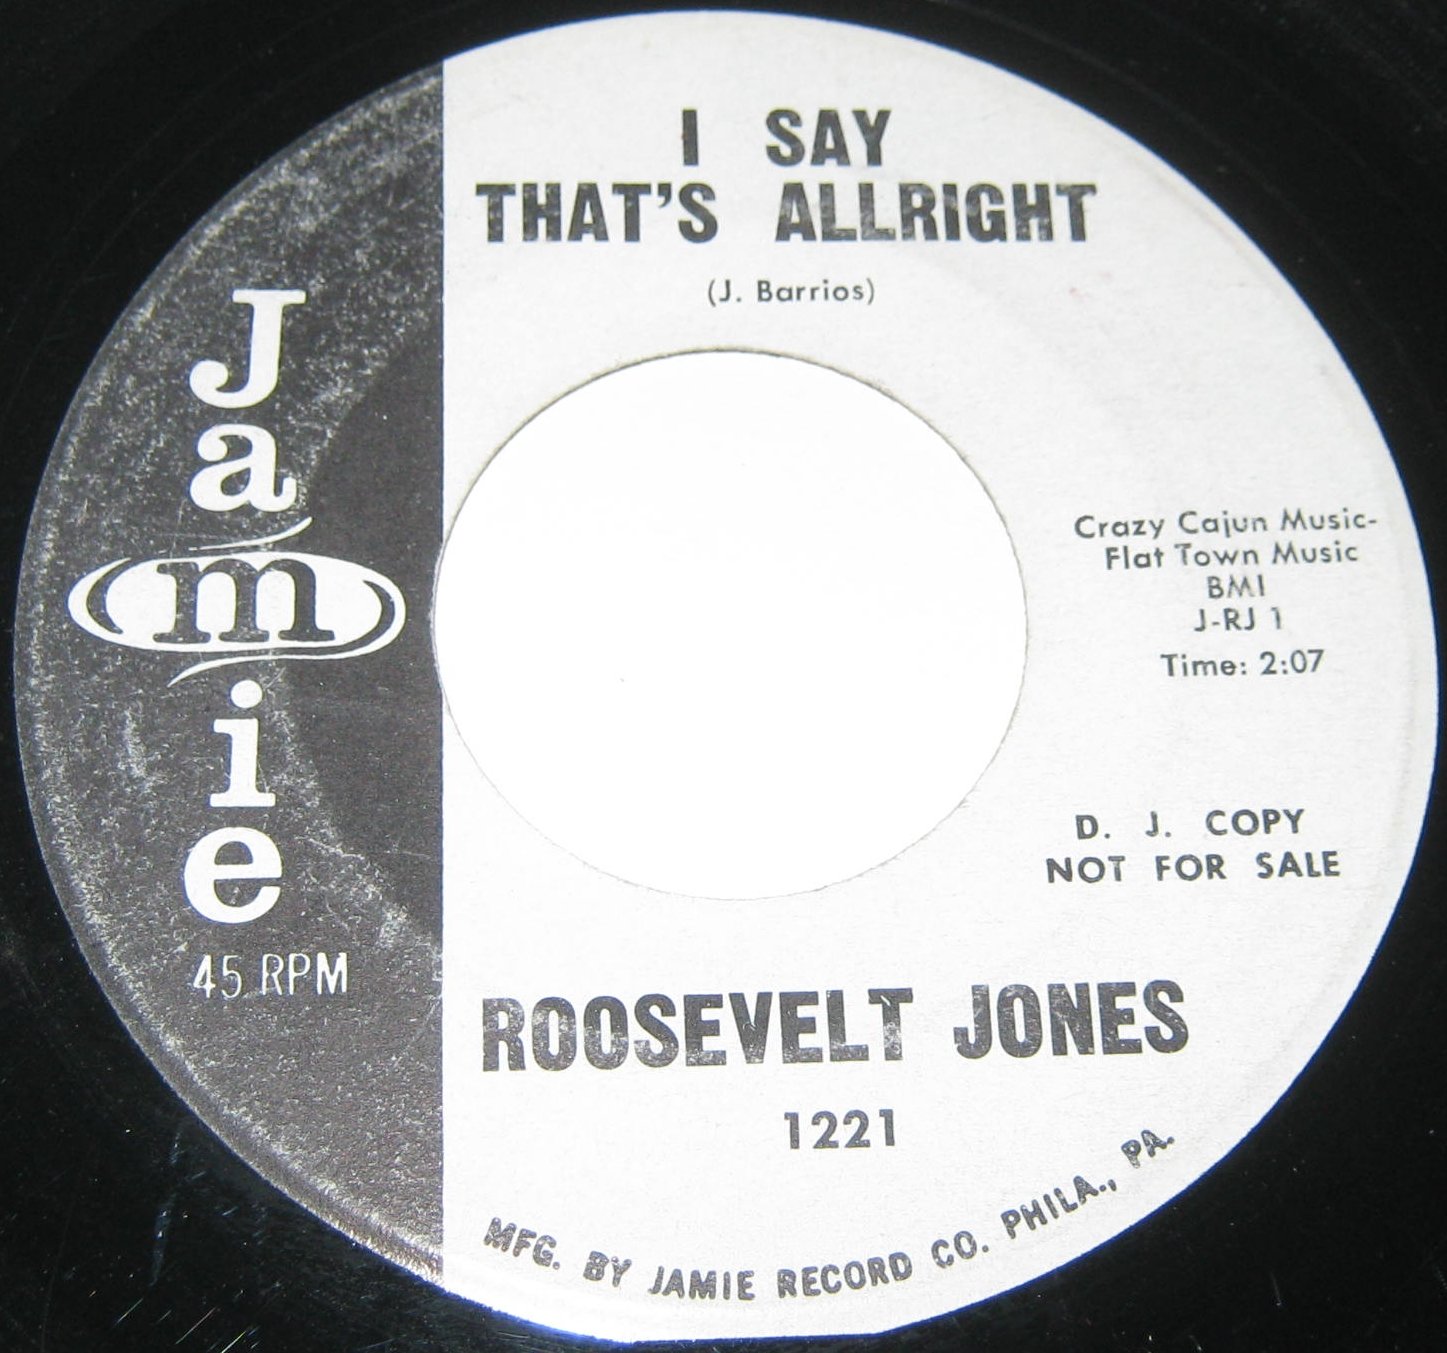 Jamie
45 RPM
I SAY
THAT'S ALLRIGHT
(J. Barrios)
Crazy Cajun Music-
Flat Town Music
BMI
J-RJ 1
Time: 2:07
D. J. COPY
NOT FOR SALE
ROOSEVELT JONES
1221
MFG. BY JAMIE RECORD CO. PHILA., PA.